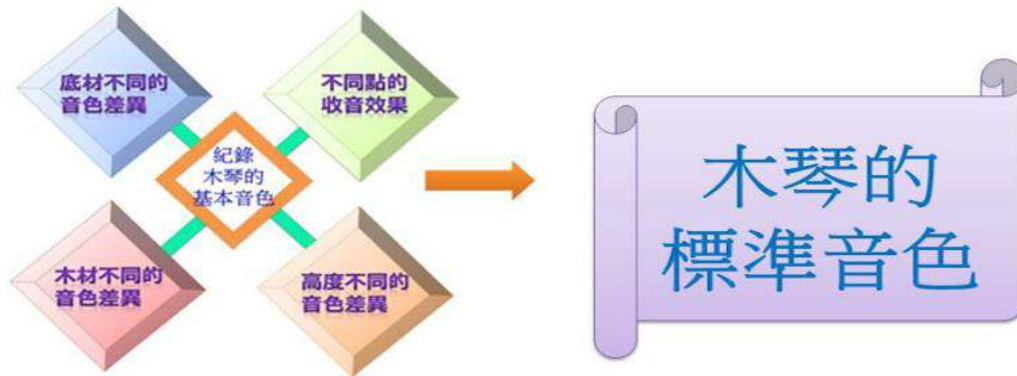 底材不同的
音色差異
不同點的
收音效果
紀錄
木琴的
基本音色
木材不同的
音色差異
高度不同的
音色差異
木琴的
標準音色